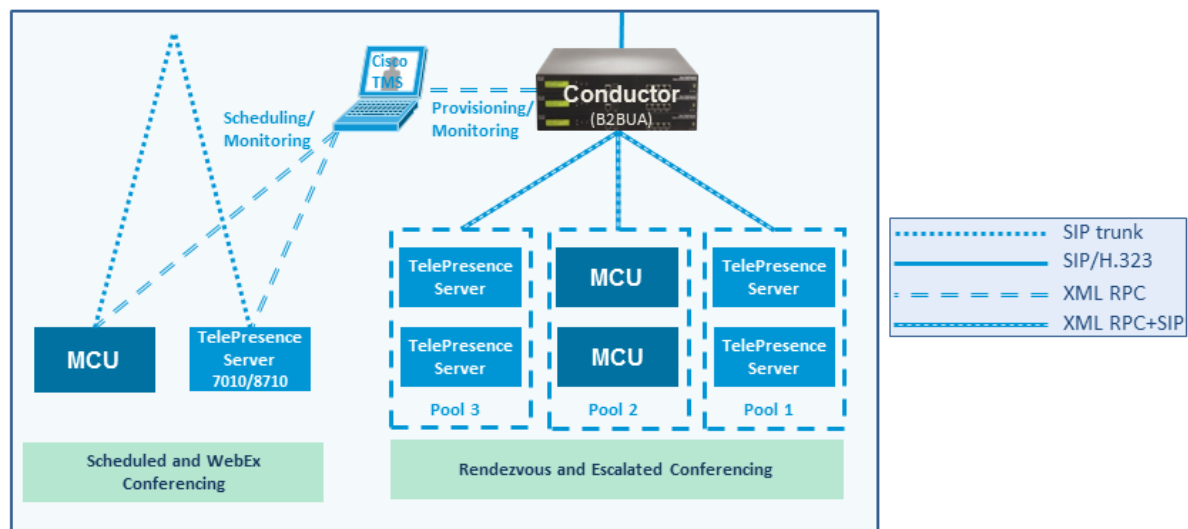 Cisco
TMS
Scheduling/
Monitoring
Provisioning/
Monitoring
Conductor
(B2BUA)
MCU
TelePresence
Server
7010/8710
Scheduled and WebEx
Conferencing
TelePresence
Server
TelePresence
Server
Pool 3
MCU
MCU
Pool 2
TelePresence
Server
TelePresence
Server
Pool 1
Rendezvous and Escalated Conferencing
SIP trunk
SIP/H.323
XML RPC
XML RPC+SIP